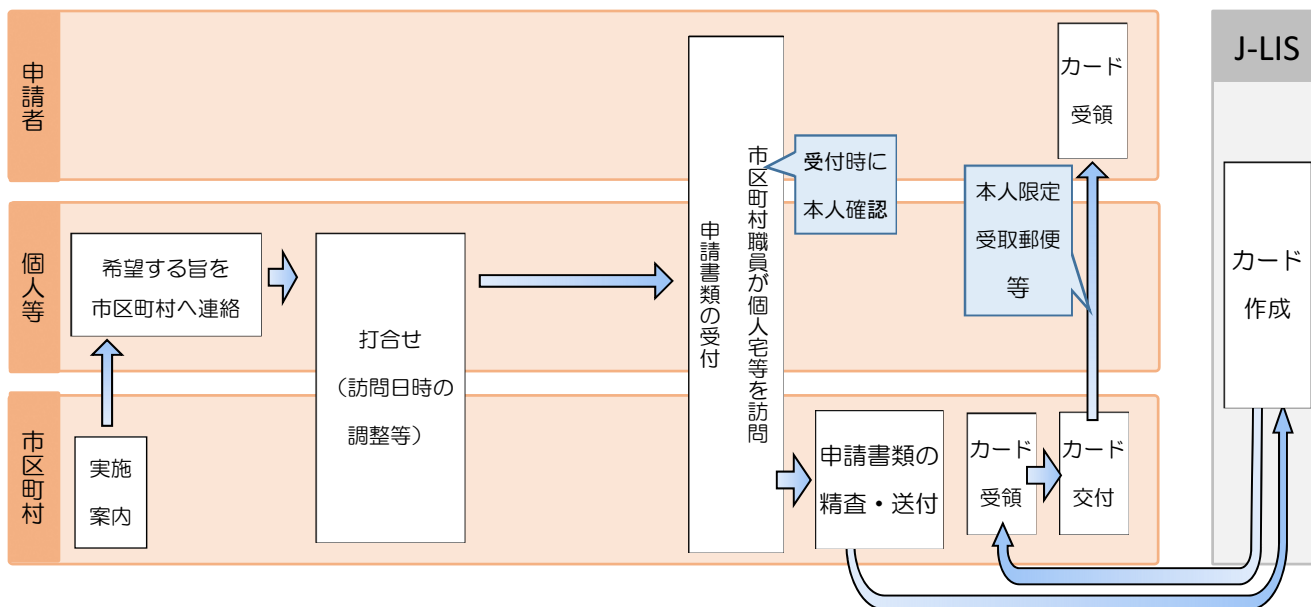 申請者
個人等
市区町村
実施
案内
希望する旨を
市区町村へ連絡
打合せ
（訪問日時の
調整等）
市区町村職員が個人宅等を訪問
申請書類の受付
受付時に
本人確認
申請書類の
精査・送付
カード
受領
カード
交付
本人限定
受取郵便
等
カード
受領
J-LIS
カード
作成